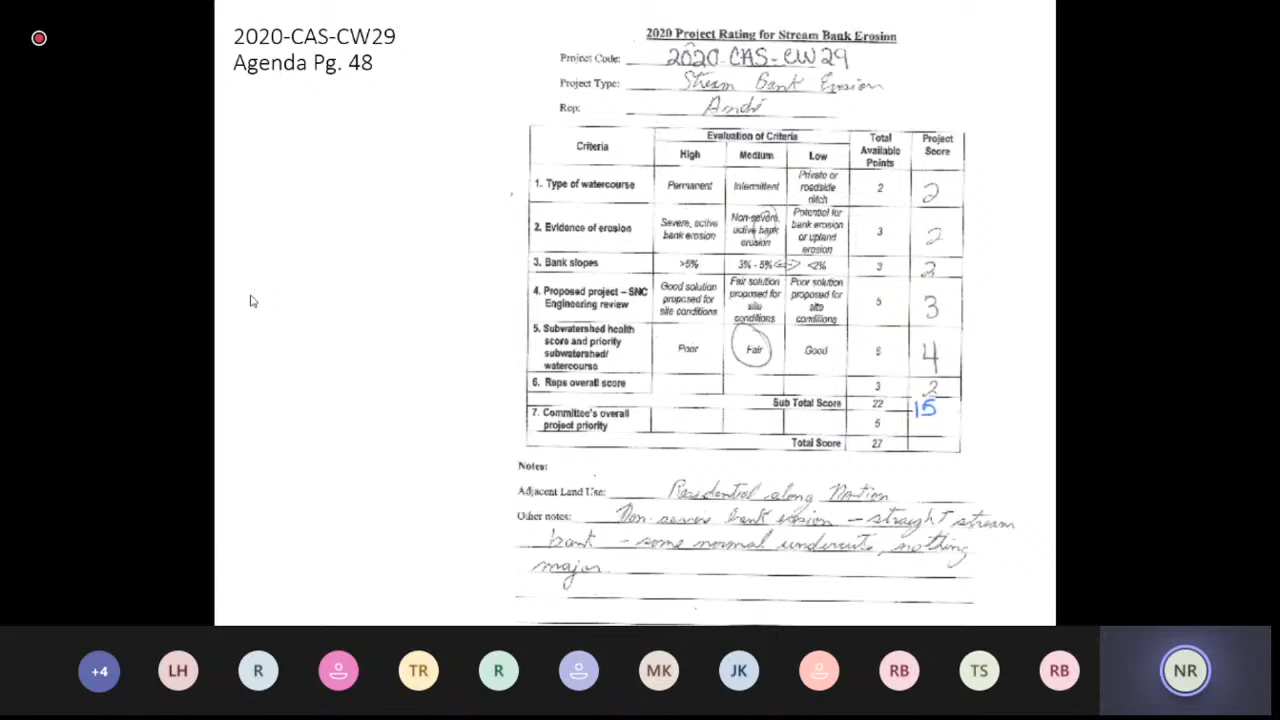 2020-CAS-CW29
Agenda Pg. 48
2020 Project Rating for Stream Bank Erosion
Project Code: 2020-CAS-CW29
Project Type: Stream Bank Erosion
Rep: André
Criteria Evaluation of Criteria Total Available Points Project Score
High Medium Low
1. Type of watercourse Permanent Intermittent Private or roadside ditch 2 2
2. Evidence of erosion Severe, active bank erosion Non-severe, active bank erosion Potential for bank erosion or upland erosion 3 2
3. Bank slopes >5% 3% - 5% <=> <2% 3 2
4. Proposed project – SNC Engineering review Good solution proposed for site conditions Fair solution proposed for site conditions Poor solution proposed for site conditions 5 3
5. Subwatershed health score and priority subwatershed/ watercourse Poor Fair Good 6 4
6. Reps overall score 3 2
Sub Total Score 22 15
7. Committee's overall project priority 5
Total Score 27
Notes:
Adjacent Land Use: Residential along Nation
Other notes: Non-severe bank erosion - straight stream
bank - some normal undercuts, nothing
major.
+4 LH R TR R MK JK RB TS RB NR